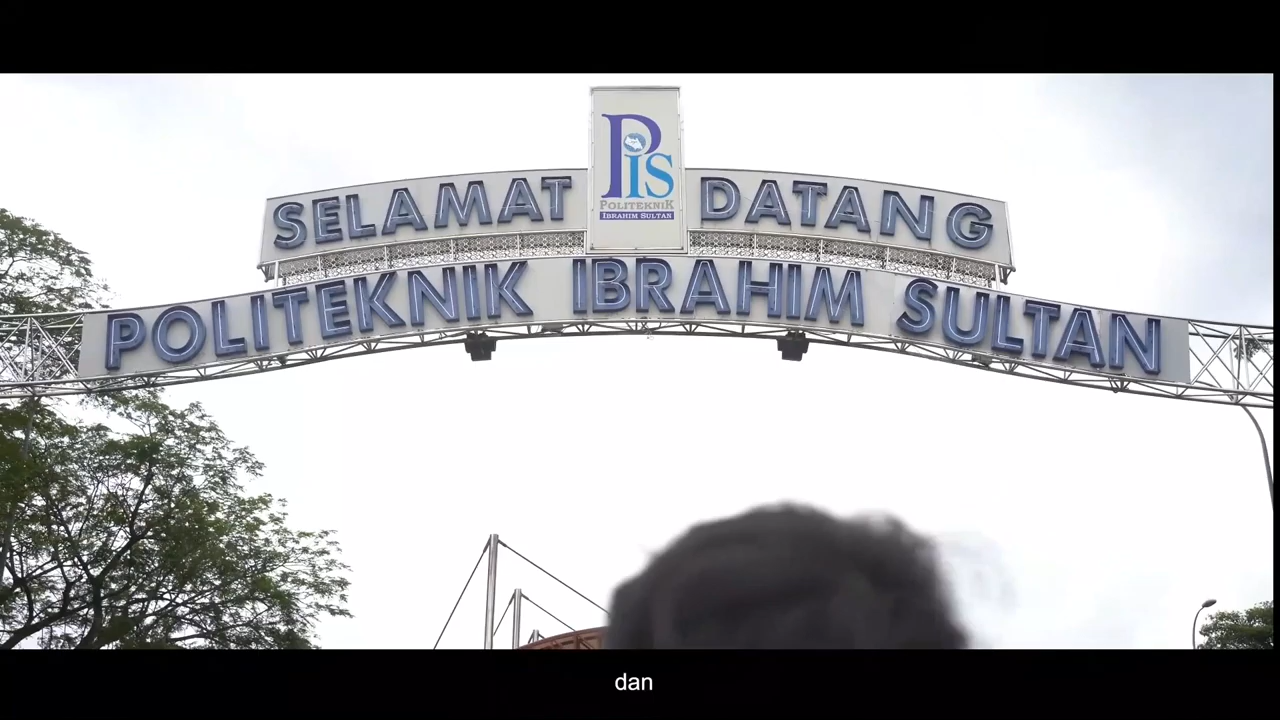 PIS
POLITEKNIK
IBRAHIM SULTAN
SELAMAT DATANG
POLITEKNIK IBRAHIM SULTAN
dan